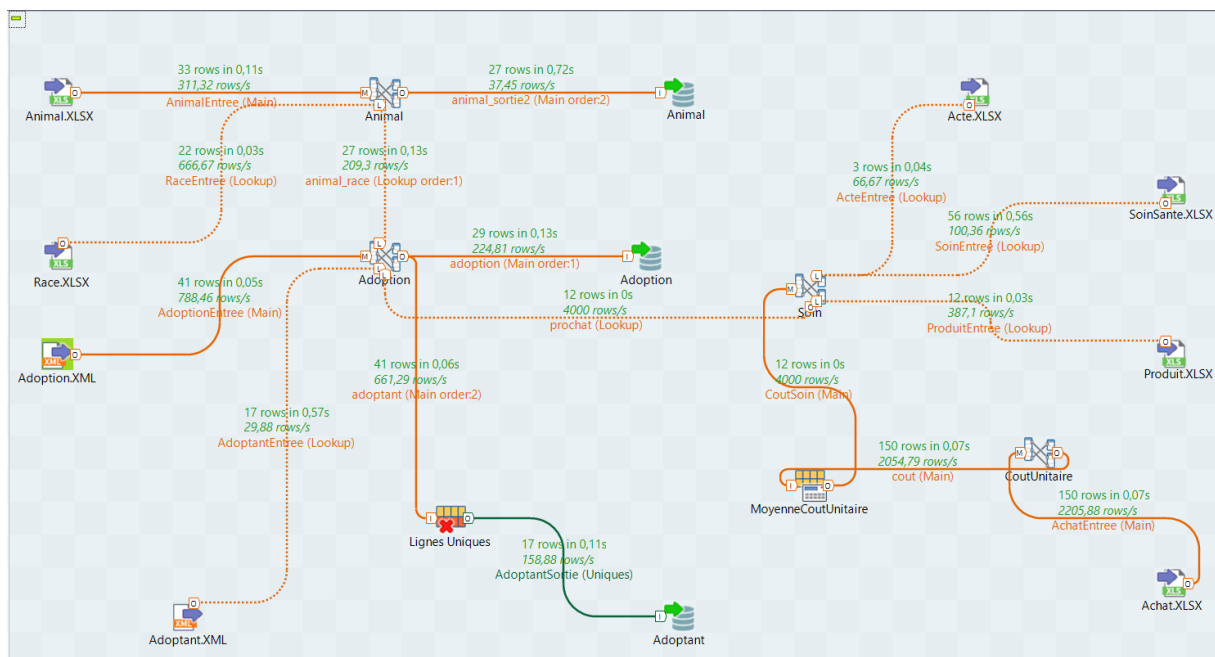 33 rows in 0,11s
311,32 rows/s
AnimalEntree (Main)
27 rows in 0,72s
37,45 rows/s
animal_sortie2 (Main order:2)
XLS
Animal.XLSX
Animal
Animal
XLS
Acte.XLSX
22 rows in 0,03s
666,67 rows/s
RaceEntree (Lookup)
27 rows in 0,13s
209,3 rows/s
animal_race (Lookup order:1)
3 rows in 0,04s
66,67 rows/s
ActeEntree (Lookup)
XLS
SoinSante.XLSX
56 rows in 0,56s
100,36 rows/s
SoinEntree (Lookup)
29 rows in 0,13s
224,81 rows/s
adoption (Main order:1)
XLS
Race.XLSX
Adoption
Adoption
41 rows in 0,05s
788,46 rows/s
AdoptionEntree (Main)
12 rows in 0s
4000 rows/s
prochat (Lookup)
Soin
12 rows in 0,03s
387,1 rows/s
ProduitEntree (Lookup)
XML
Adoption.XML
XLS
Produit.XLSX
41 rows in 0,06s
661,29 rows/s
adoptant (Main order:2)
12 rows in 0s
4000 rows/s
CoutSoin (Main)
17 rows in 0,57s
29,88 rows/s
AdoptantEntree (Lookup)
150 rows in 0,07s
2054,79 rows/s
cout (Main)
CoutUnitaire
MoyenneCoutUnitaire
150 rows in 0,07s
2205,88 rows/s
AchatEntree (Main)
Lignes Uniques
17 rows in 0,11s
158,88 rows/s
AdoptantSortie (Uniques)
XLS
Achat.XLSX
XML
Adoptant.XML
Adoptant